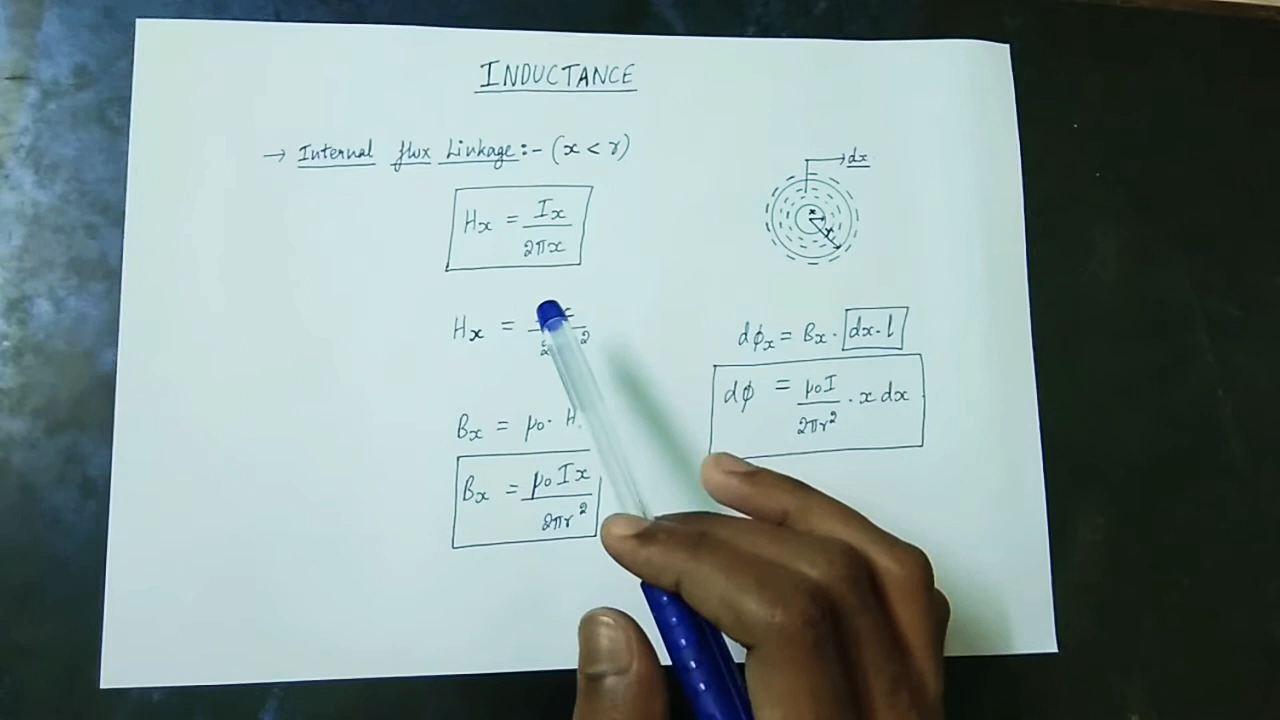 INDUCTANCE
→ Internal flux Linkage:- (x < r)
Hx = Ix / 2πx
Hx =
Bx = μ₀ · H
Bx = μ₀Ix / 2πr²
dx
x
r
dφx = Bx · dx · l
dφ = μ₀I / 2πr² · x dx